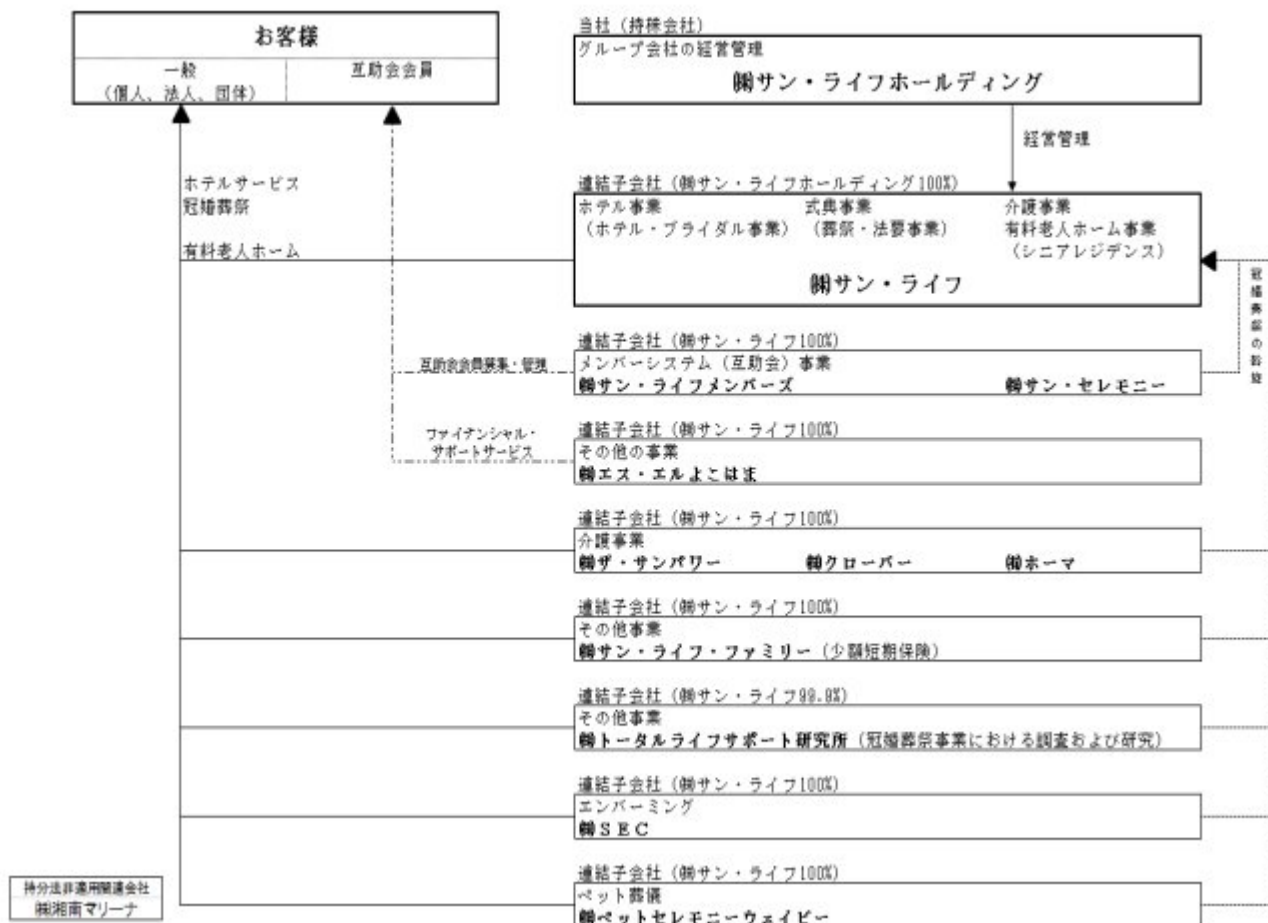 お客様
一般
（個人、法人、団体）
互助会会員
当社（持株会社）
グループ会社の経営管理
㈱サン・ライフホールディング
経営管理
ホテルサービス
冠婚葬祭
有料老人ホーム
連結子会社（㈱サン・ライフホールディング100%）
ホテル事業
（ホテル・ブライダル事業）
式典事業
（葬祭・法要事業）
介護事業
有料老人ホーム事業
（シニアレジデンス）
㈱サン・ライフ
冠婚葬祭の斡旋
互助会会員募集・管理
連結子会社（㈱サン・ライフ100%）
メンバーシステム（互助会）事業
㈱サン・ライフメンバーズ ㈱サン・セレモニー
ファイナンシャル・
サポートサービス
連結子会社（㈱サン・ライフ100%）
その他の事業
㈱エス・エルよこはま
連結子会社（㈱サン・ライフ100%）
介護事業
㈱ザ・サンパワー ㈱クローバー ㈱ホーマ
連結子会社（㈱サン・ライフ100%）
その他事業
㈱サン・ライフ・ファミリー（少額短期保険）
連結子会社（㈱サン・ライフ99.9%）
その他事業
㈱トータルライフサポート研究所（冠婚葬祭事業における調査および研究）
連結子会社（㈱サン・ライフ100%）
エンバーミング
㈱ＳＥＣ
連結子会社（㈱サン・ライフ100%）
ペット葬儀
㈱ペットセレモニーウェイビー
持分法非適用関連会社
㈱湘南マリーナ